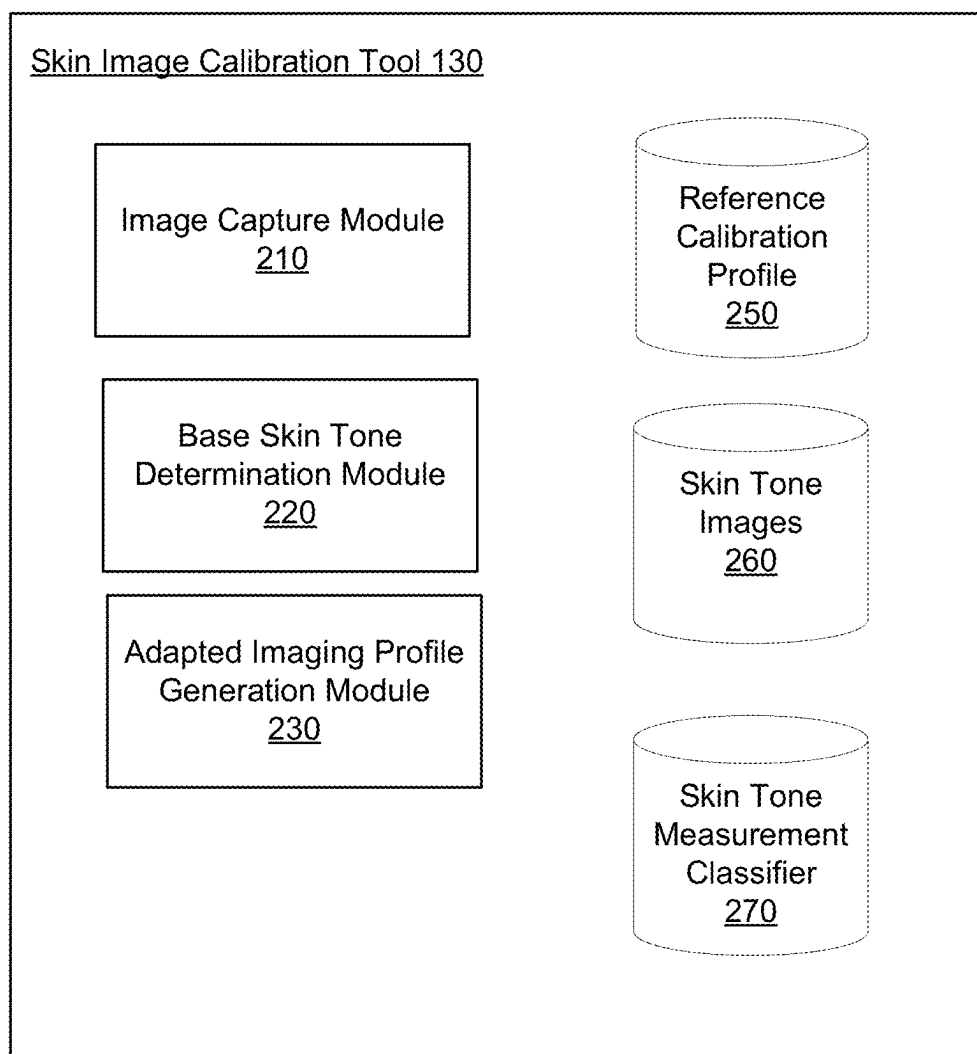 Skin Image Calibration Tool 130
Image Capture Module
210
Base Skin Tone
Determination Module
220
Adapted Imaging Profile
Generation Module
230
Reference
Calibration
Profile
250
Skin Tone
Images
260
Skin Tone
Measurement
Classifier
270